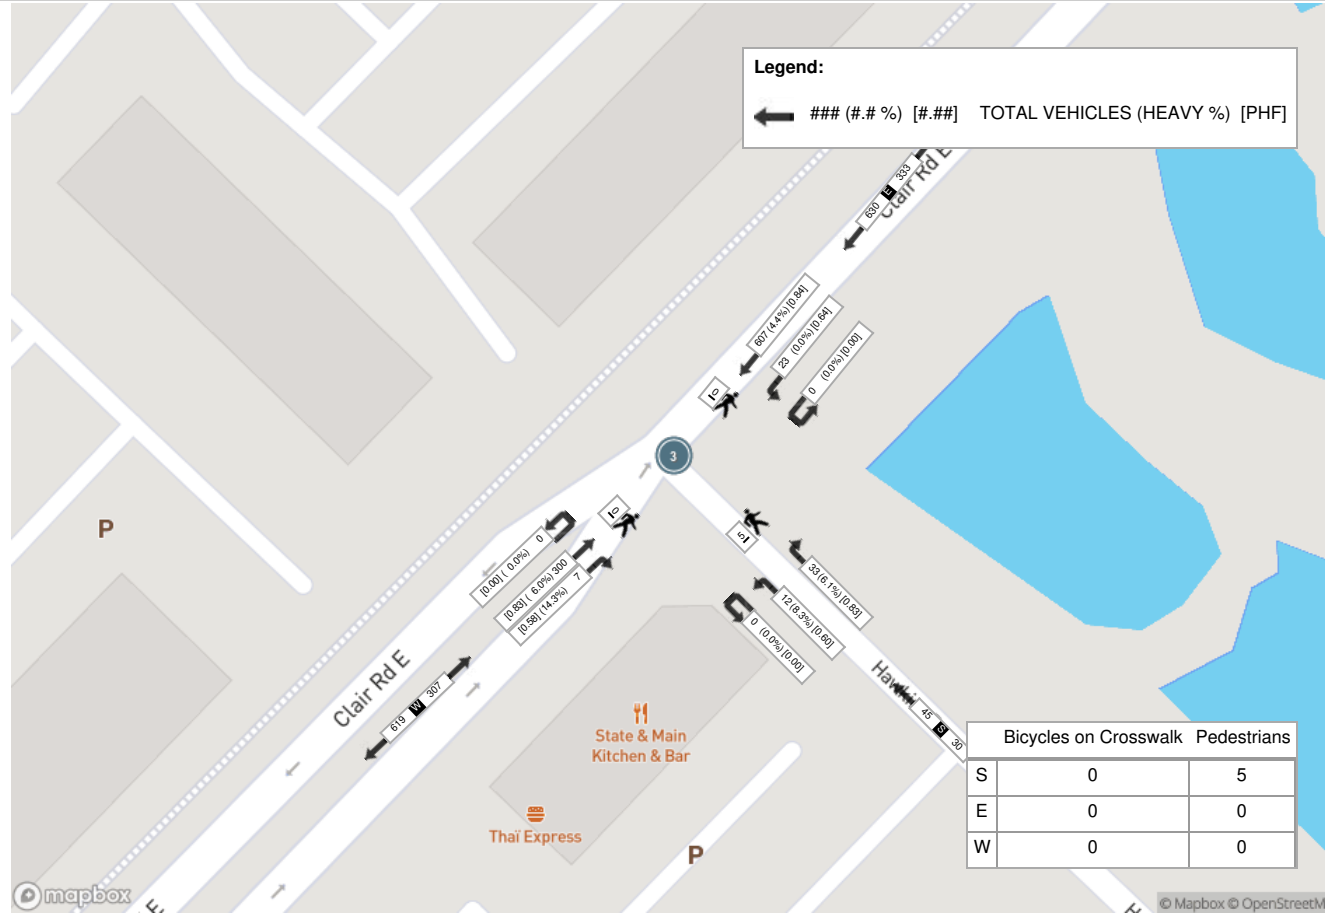 Legend:
### (#.# %) [#.##] TOTAL VEHICLES (HEAVY %) [PHF]
Clair Rd E
630 E 333
607 (4.4%) [0.84]
23 (0.0%) [0.64]
0 (0.0%) [0.00]
0
3
0
5
[0.00] ( 0.0%) 0
[0.83] ( 6.0%) 300
[0.58] (14.3%) 7
33 (6.1%) [0.83]
12 (8.3%) [0.60]
0 (0.0%) [0.00]
P
Clair Rd E
619 W 307
Hawki
45 S 30
State & Main
Kitchen & Bar
Thaï Express
P
Bicycles on Crosswalk Pedestrians
S 0 5
E 0 0
W 0 0
E
H
mapbox
© Mapbox © OpenStreetM